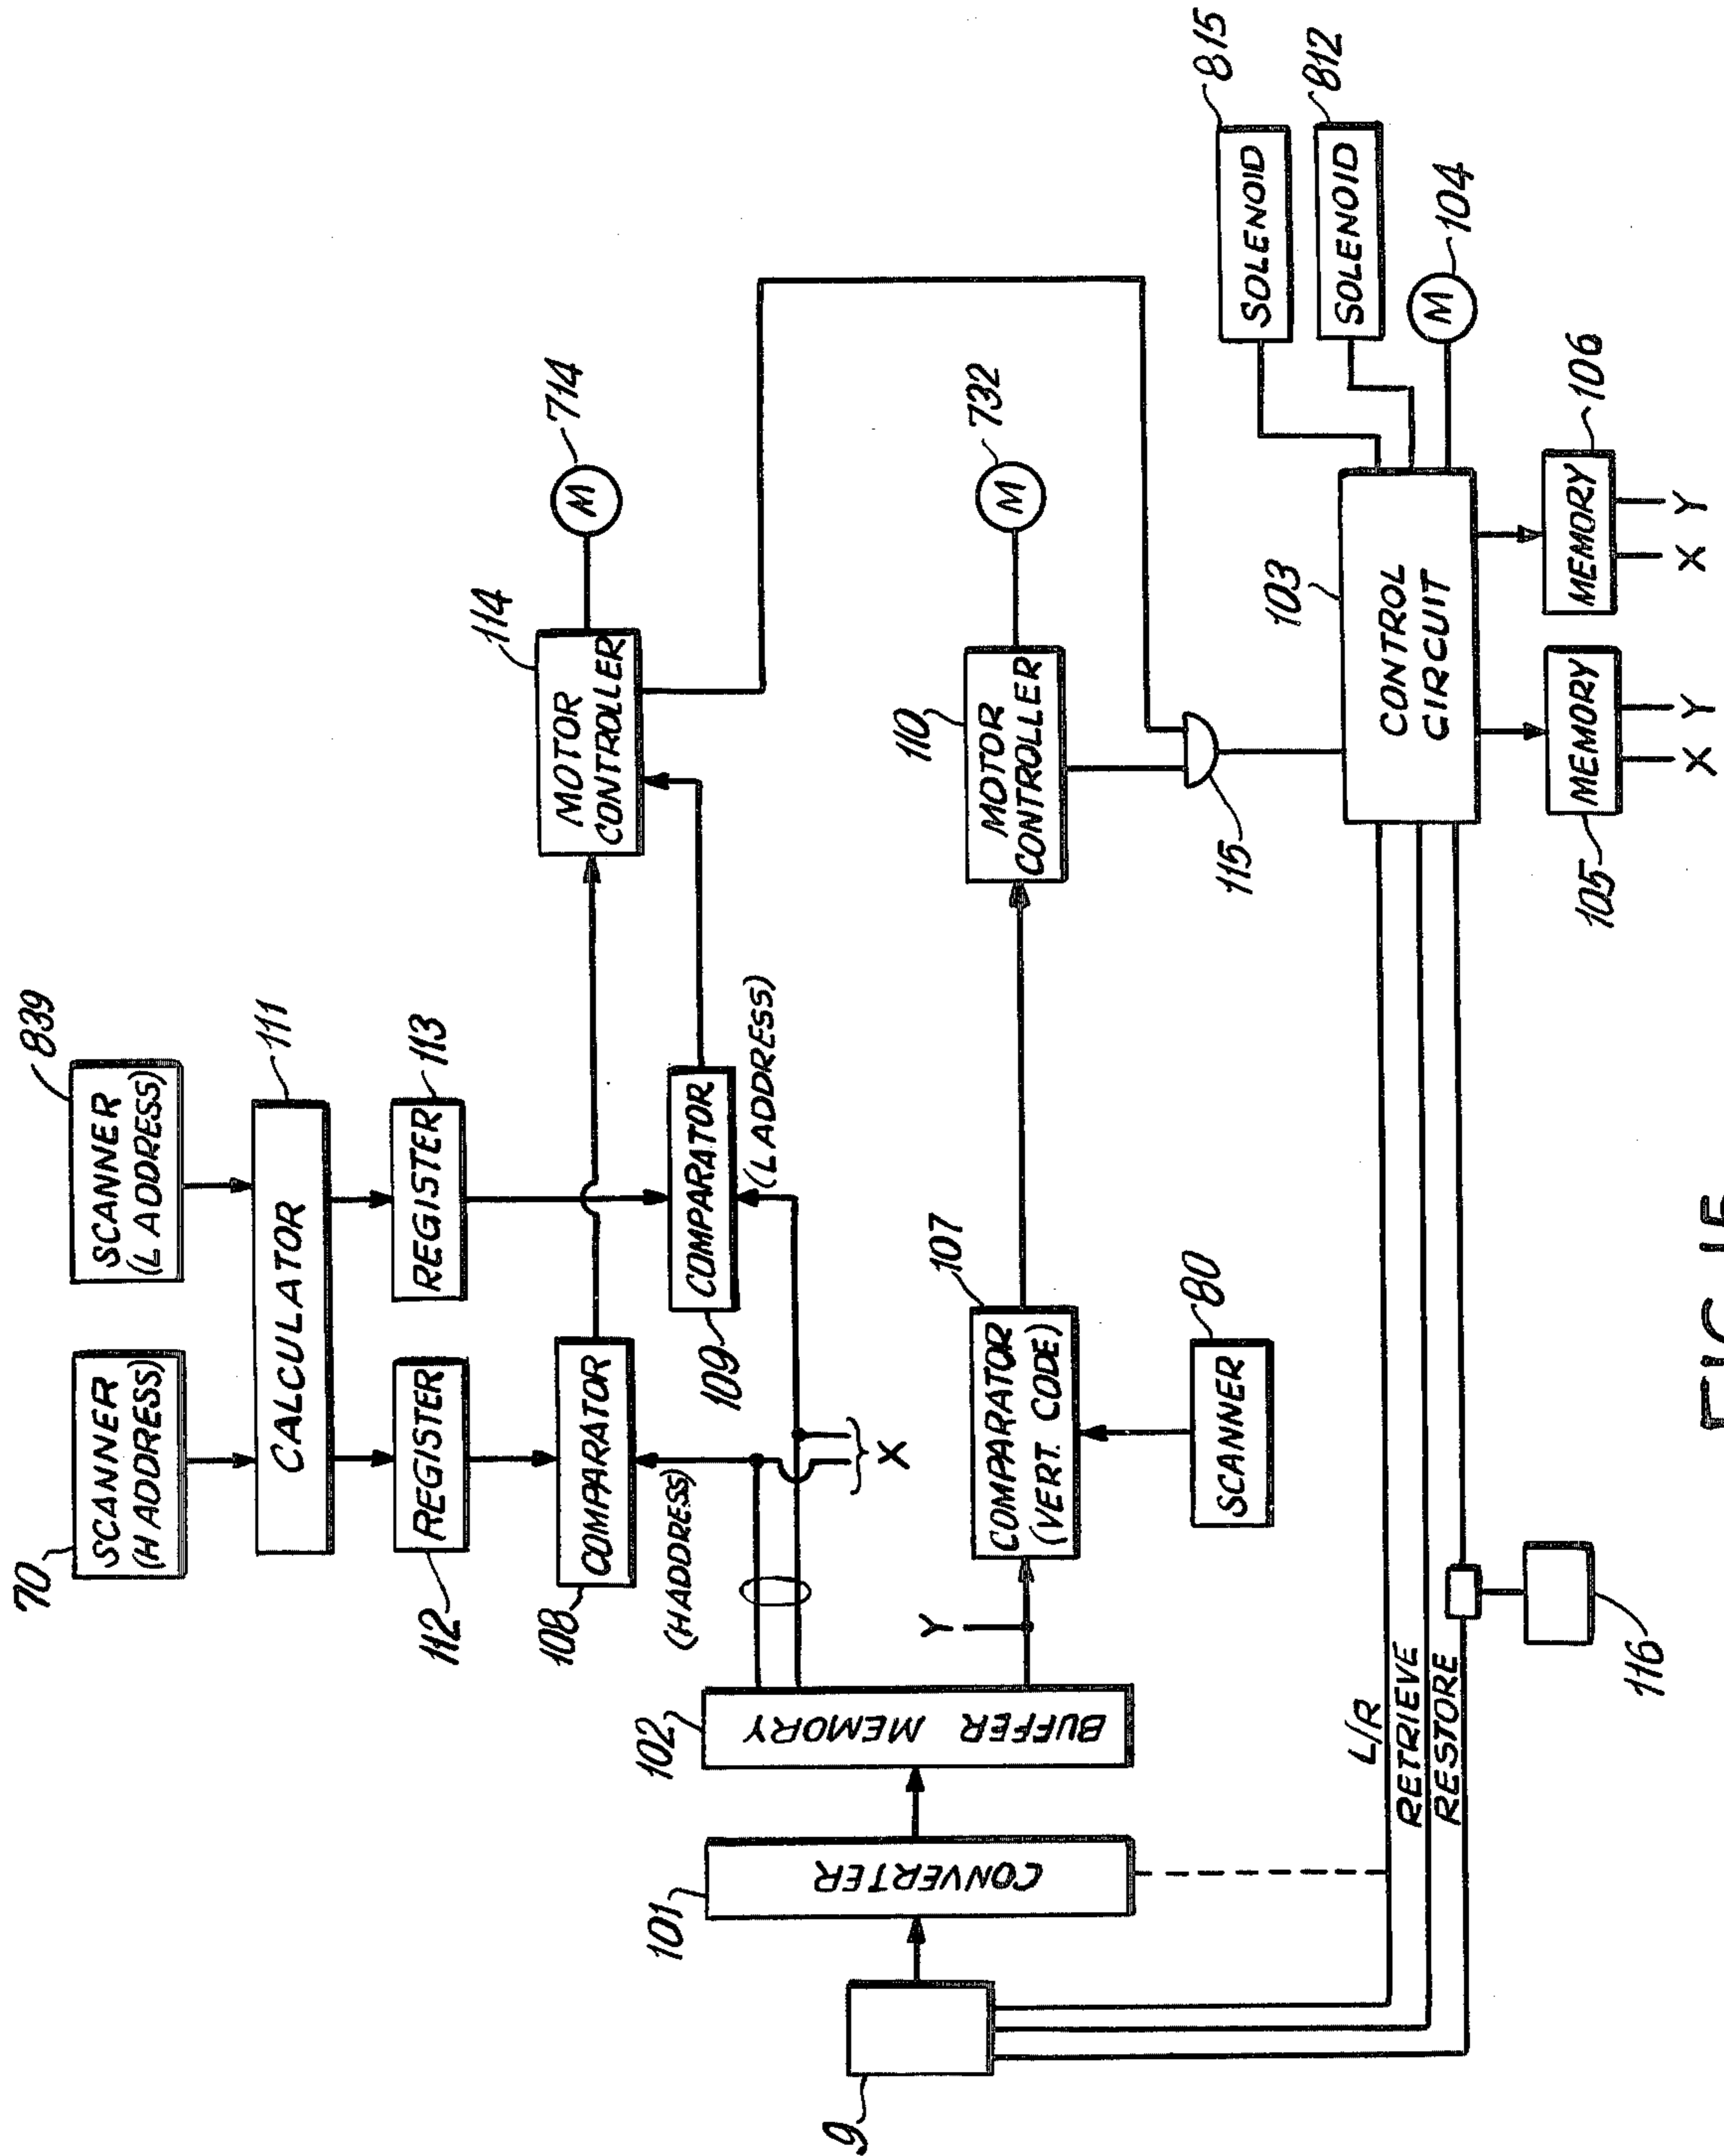 70
SCANNER
(H ADDRESS)
839
SCANNER
(L ADDRESS)
CALCULATOR
111
112
REGISTER
REGISTER
113
108
COMPARATOR
109
COMPARATOR
(H ADDRESS)
(L ADDRESS)
X
114
MOTOR
CONTROLLER
M
714
9
101
CONVERTER
102
BUFFER MEMORY
Y
107
COMPARATOR
(VERT. CODE)
SCANNER
80
110
MOTOR
CONTROLLER
M
732
115
L/R
RETRIEVE
RESTORE
116
103
CONTROL
CIRCUIT
SOLENOID
815
SOLENOID
812
M
104
105
MEMORY
X Y
MEMORY
106
X Y